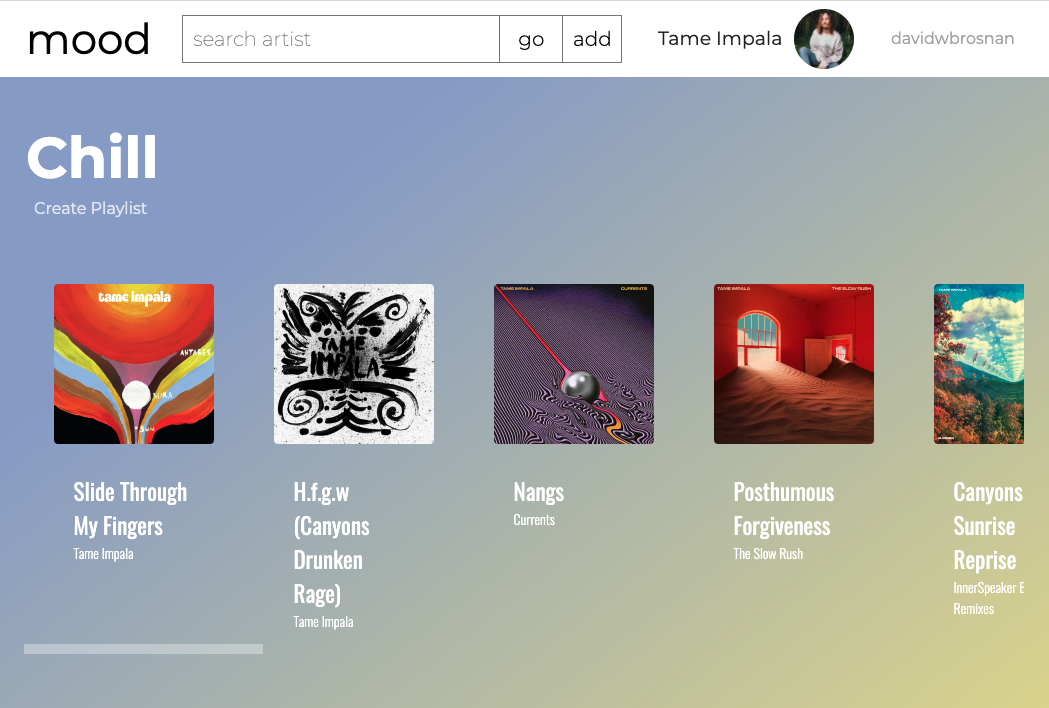 mood
search artist
go
add
Tame Impala
davidwbrosnan
Chill
Create Playlist
tame impala
ANTARES
MIRA
SUN
TAME
IMPALA
TAME IMPALA
CURRENTS
TAME IMPALA
THE SLOW RUSH
TAME IMPALA
Slide Through
My Fingers
Tame Impala
H.f.g.w
(Canyons
Drunken
Rage)
Tame Impala
Nangs
Currents
Posthumous
Forgiveness
The Slow Rush
Canyons
Sunrise
Reprise
InnerSpeaker B
Remixes